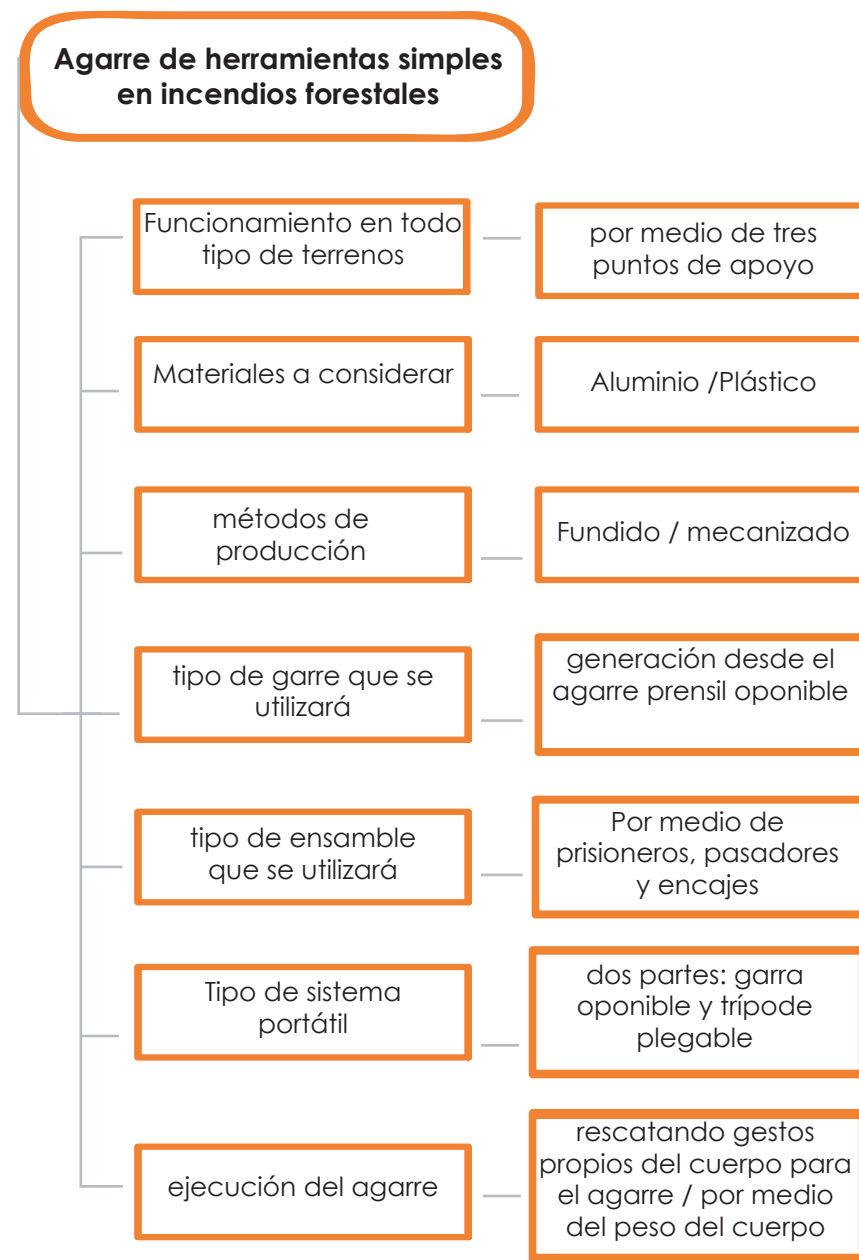 Agarre de herramientas simples
en incendios forestales
Funcionamiento en todo
tipo de terrenos
por medio de tres
puntos de apoyo
Materiales a considerar
Aluminio /Plástico
métodos de
producción
Fundido / mecanizado
tipo de garre que se
utilizará
generación desde el
agarre prensil oponible
tipo de ensamble
que se utilizará
Por medio de
prisioneros, pasadores
y encajes
Tipo de sistema
portátil
dos partes: garra
oponible y trípode
plegable
ejecución del agarre
rescatando gestos
propios del cuerpo para
el agarre / por medio
del peso del cuerpo